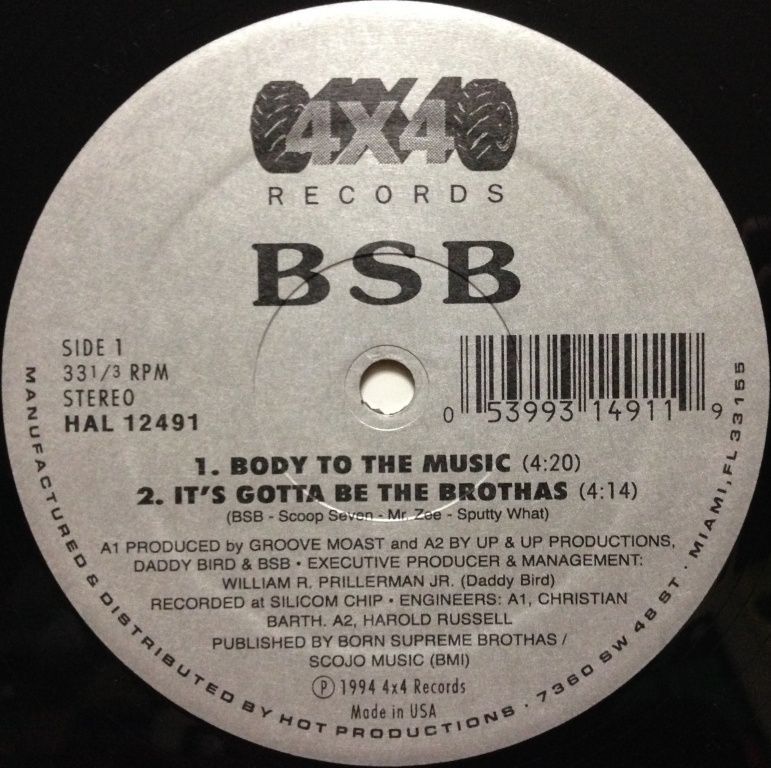 4X4
RECORDS
BSB
SIDE 1
33 1/3 RPM
STEREO
HAL 12491
0 53993 14911 9
1. BODY TO THE MUSIC (4:20)
2. IT'S GOTTA BE THE BROTHAS (4:14)
(BSB - Scoop Seven - Mr. Zee - Sputty What)
A1 PRODUCED by GROOVE MOAST and A2 BY UP & UP PRODUCTIONS,
DADDY BIRD & BSB • EXECUTIVE PRODUCER & MANAGEMENT:
WILLIAM R. PRILLERMAN JR. (Daddy Bird)
RECORDED at SILICOM CHIP • ENGINEERS: A1, CHRISTIAN
BARTH. A2, HAROLD RUSSELL
PUBLISHED BY BORN SUPREME BROTHAS /
SCOJO MUSIC (BMI)
Ⓟ 1994 4x4 Records
Made in USA
MANUFACTURED & DISTRIBUTED BY HOT PRODUCTIONS · 7360 SW 48 ST · MIAMI, FL 33155